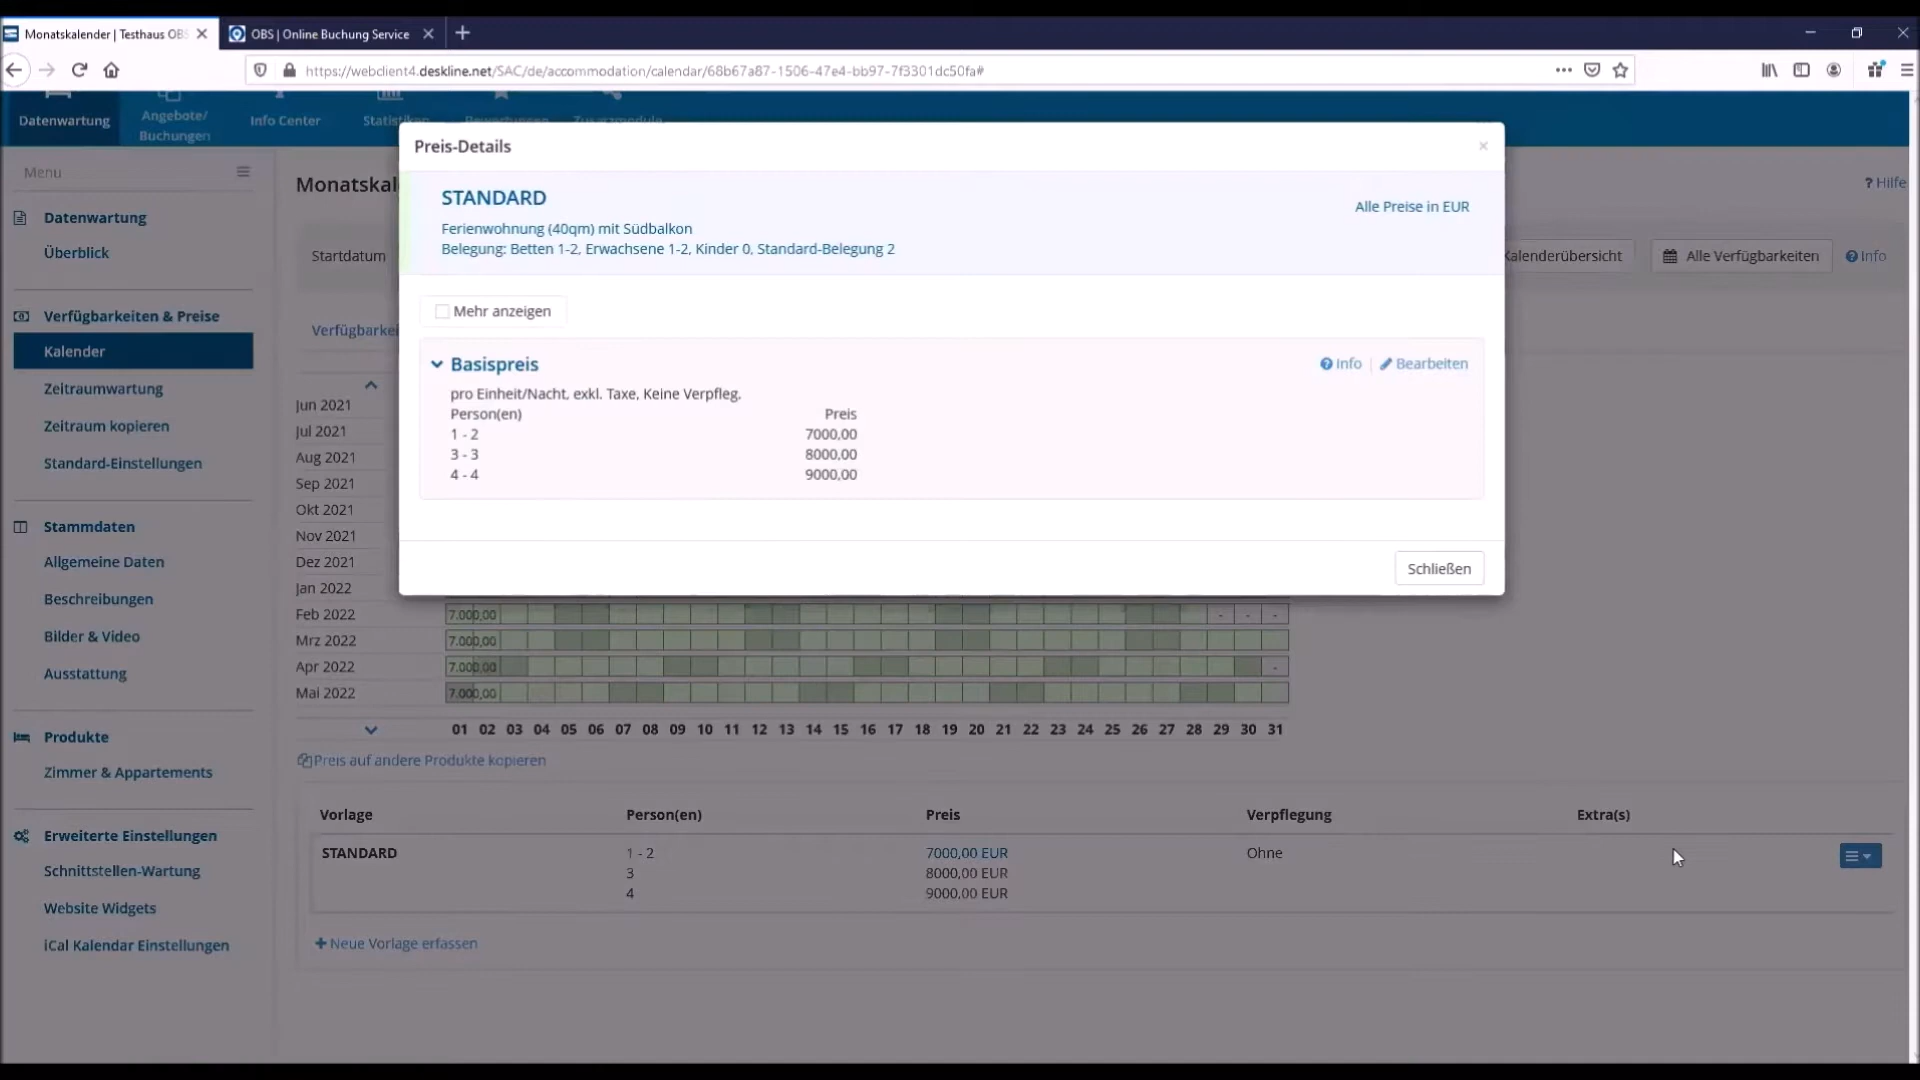 Monatskalender | Testhaus OBS
OBS | Online Buchung Service
https://webclient4.deskline.net/SAC/de/accommodation/calendar/68b67a87-1506-47e4-bb97-7f3301dc50fa#
Datenwartung
Angebote/
Buchungen
Info Center
Statistiken
Bewertungen
Zusatzmodule
Menu
Datenwartung
Überblick
Verfügbarkeiten & Preise
Kalender
Zeitraumwartung
Zeitraum kopieren
Standard-Einstellungen
Stammdaten
Allgemeine Daten
Beschreibungen
Bilder & Video
Ausstattung
Produkte
Zimmer & Appartements
Erweiterte Einstellungen
Schnittstellen-Wartung
Website Widgets
iCal Kalendar Einstellungen
Monatskal
? Hilfe
Startdatum
Kalenderübersicht
Alle Verfügbarkeiten
Info
Verfügbarkei
Preis-Details
×
STANDARD
Alle Preise in EUR
Ferienwohnung (40qm) mit Südbalkon
Belegung: Betten 1-2, Erwachsene 1-2, Kinder 0, Standard-Belegung 2
Mehr anzeigen
Basispreis
Info | Bearbeiten
pro Einheit/Nacht, exkl. Taxe, Keine Verpfleg.
Person(en) Preis
1 - 2 7000,00
3 - 3 8000,00
4 - 4 9000,00
Schließen
Jun 2021
Jul 2021
Aug 2021
Sep 2021
Okt 2021
Nov 2021
Dez 2021
Jan 2022
Feb 2022 7.000,00 - - -
Mrz 2022 7.000,00
Apr 2022 7.000,00 -
Mai 2022 7.000,00
01 02 03 04 05 06 07 08 09 10 11 12 13 14 15 16 17 18 19 20 21 22 23 24 25 26 27 28 29 30 31
Preis auf andere Produkte kopieren
Vorlage Person(en) Preis Verpflegung Extra(s)
STANDARD 1 - 2 7000,00 EUR Ohne
3 8000,00 EUR
4 9000,00 EUR
+ Neue Vorlage erfassen